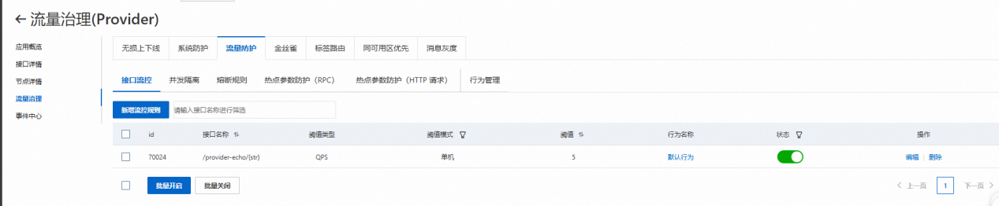 流量治理(Provider)
应用概览
接口详情
节点详情
流量治理
事件中心
无损上下线 系统防护 流量防护 金丝雀 标签路由 同可用区优先 消息灰度
接口流控 并发隔离 熔断规则 热点参数防护（RPC） 热点参数防护（HTTP 请求） 行为管理
新增流控规则 请输入接口名称进行筛选
id 接口名称 阈值类型 阈值模式 阈值 行为名称 状态 操作
70024 /provider-echo/{str} QPS 单机 5 默认行为 编辑 | 删除
批量开启 批量关闭 上一页 1 下一页